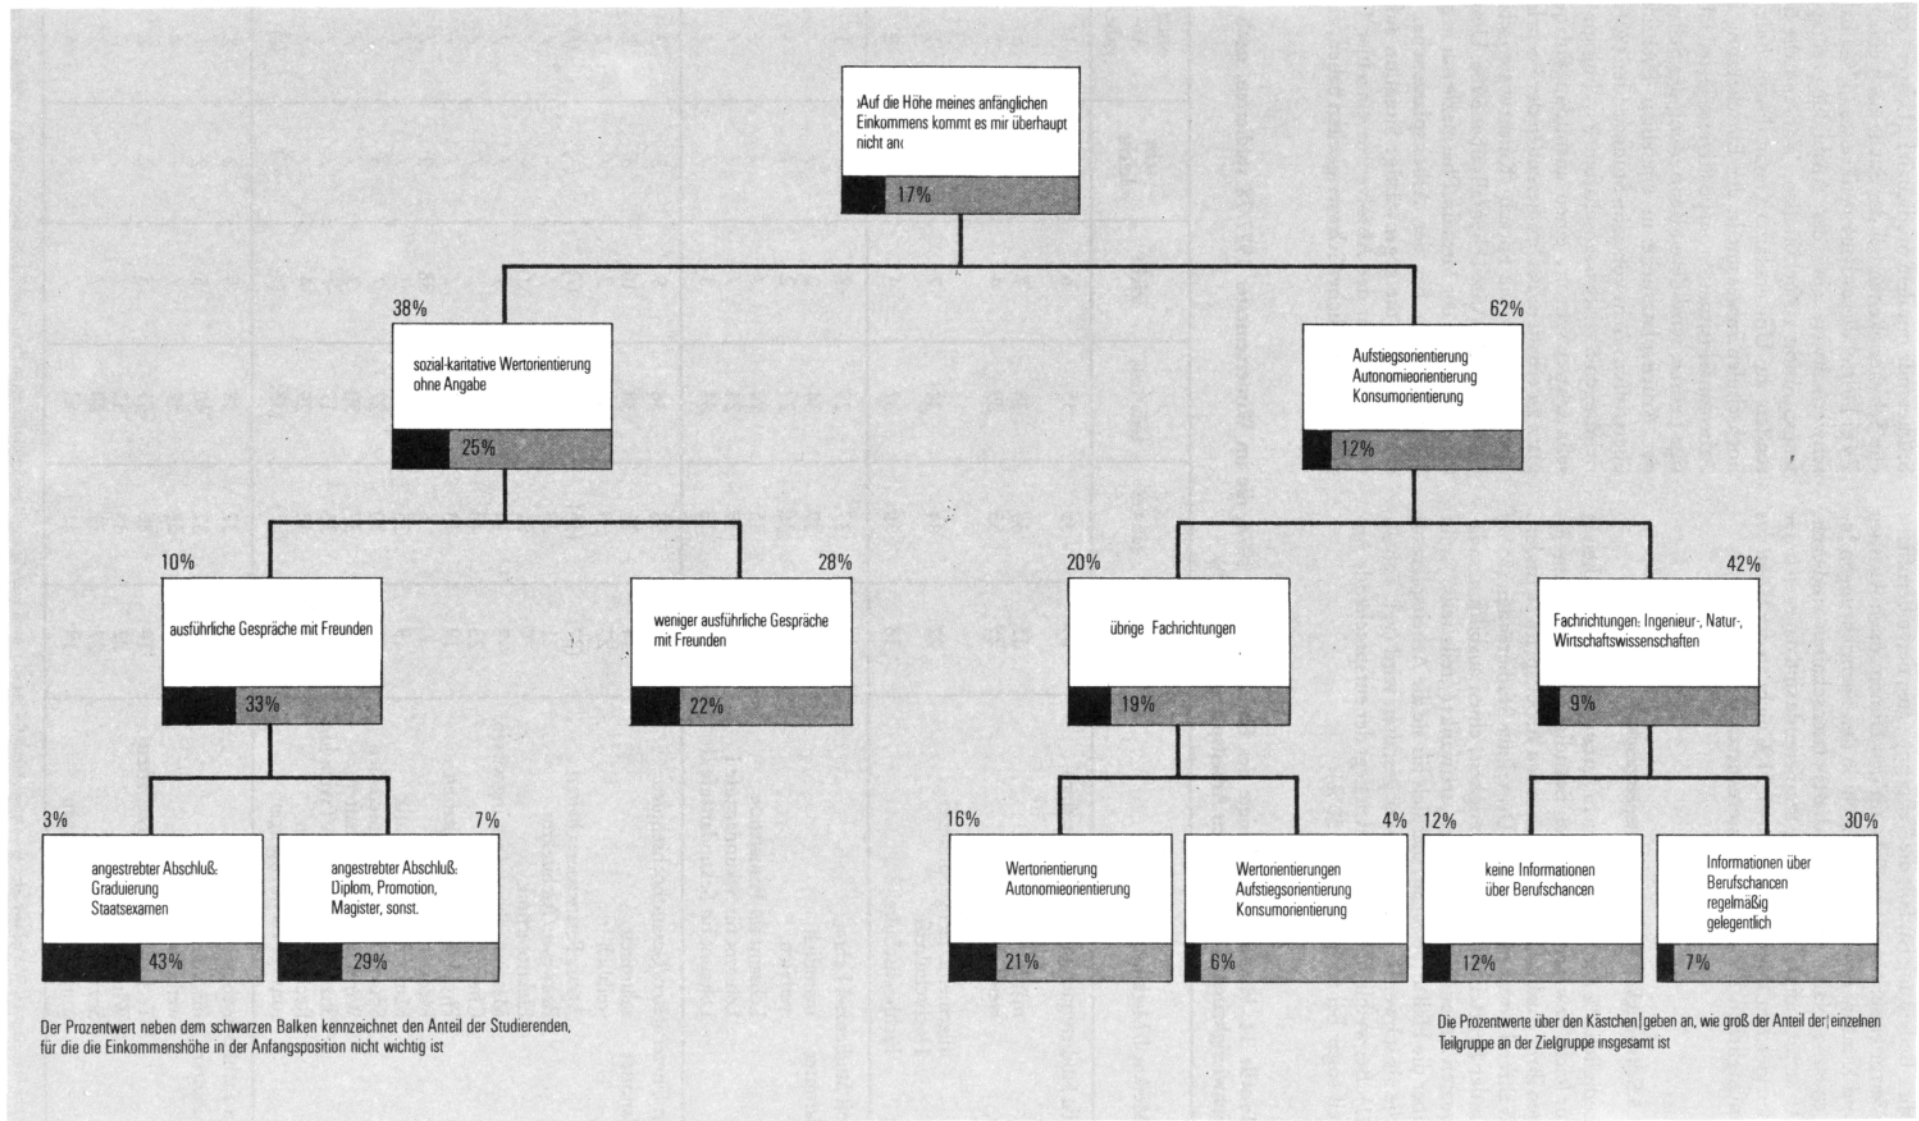 ›Auf die Höhe meines anfänglichen
Einkommens kommt es mir überhaupt
nicht an‹
17%
38%
sozial-karitative Wertorientierung
ohne Angabe
25%
62%
Aufstiegsorientierung
Autonomieorientierung
Konsumorientierung
12%
10%
ausführliche Gespräche mit Freunden
33%
28%
weniger ausführliche Gespräche
mit Freunden
22%
20%
übrige Fachrichtungen
19%
42%
Fachrichtungen: Ingenieur-, Natur-,
Wirtschaftswissenschaften
9%
3%
angestrebter Abschluß:
Graduierung
Staatsexamen
43%
7%
angestrebter Abschluß:
Diplom, Promotion,
Magister, sonst.
29%
16%
Wertorientierung
Autonomieorientierung
21%
4%
Wertorientierungen
Aufstiegsorientierung
Konsumorientierung
6%
12%
keine Informationen
über Berufschancen
12%
30%
Informationen über
Berufschancen
regelmäßig
gelegentlich
7%
Der Prozentwert neben dem schwarzen Balken kennzeichnet den Anteil der Studierenden,
für die die Einkommenshöhe in der Anfangsposition nicht wichtig ist
Die Prozentwerte über den Kästchen geben an, wie groß der Anteil der einzelnen
Teilgruppe an der Zielgruppe insgesamt ist